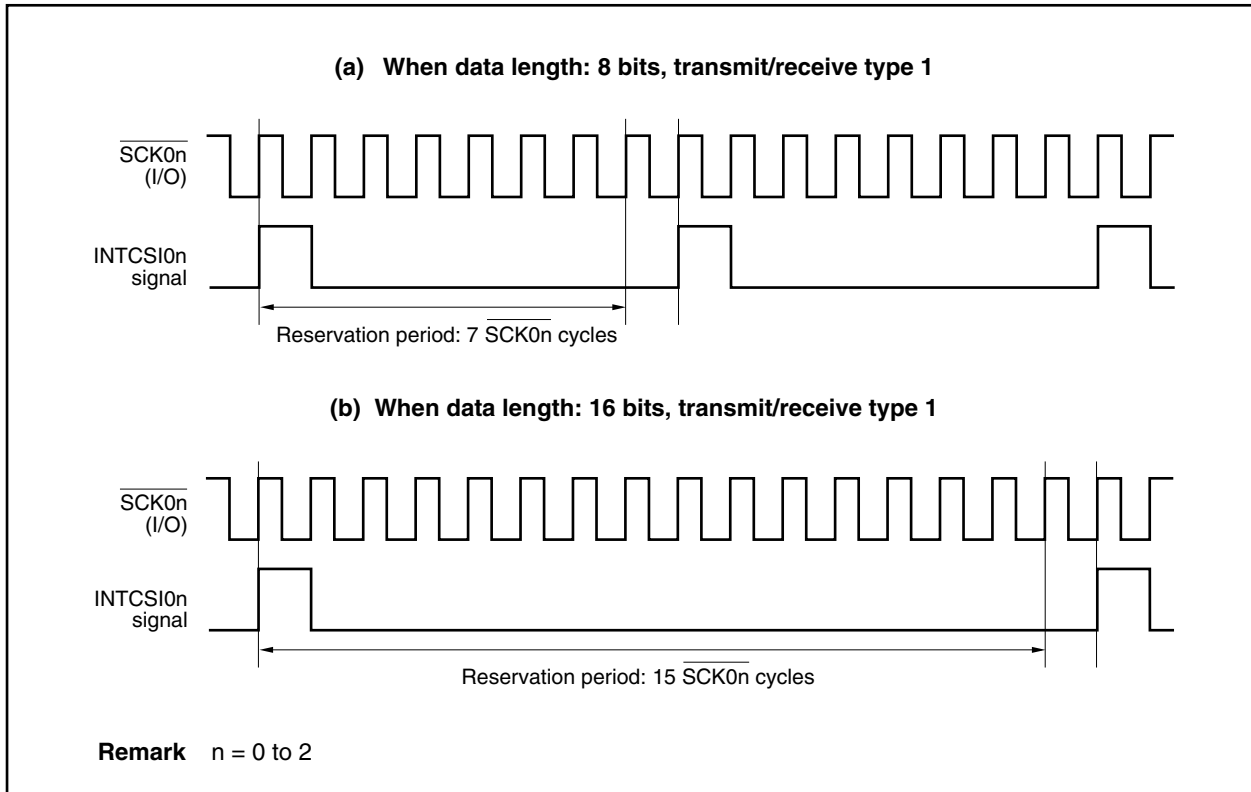 (a) When data length: 8 bits, transmit/receive type 1
SCK0n
(I/O)
INTCSI0n
signal
Reservation period: 7 SCK0n cycles
(b) When data length: 16 bits, transmit/receive type 1
SCK0n
(I/O)
INTCSI0n
signal
Reservation period: 15 SCK0n cycles
Remark n = 0 to 2